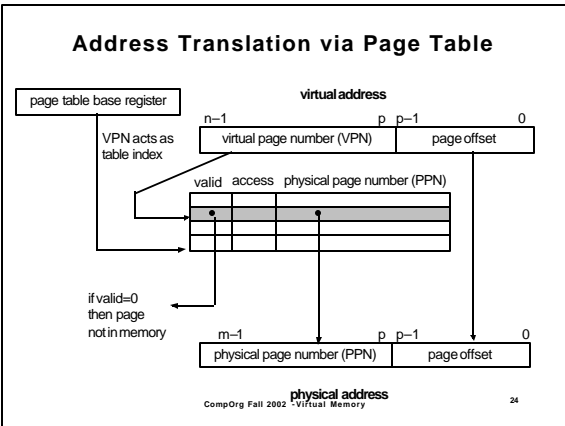 Address Translation via Page Table
page table base register
virtual address
n–1 p p–1 0
VPN acts as
table index
virtual page number (VPN) page offset
valid access physical page number (PPN)
if valid=0
then page
not in memory
m–1 p p–1 0
physical page number (PPN) page offset
physical address
CompOrg Fall 2002 - Virtual Memory
24